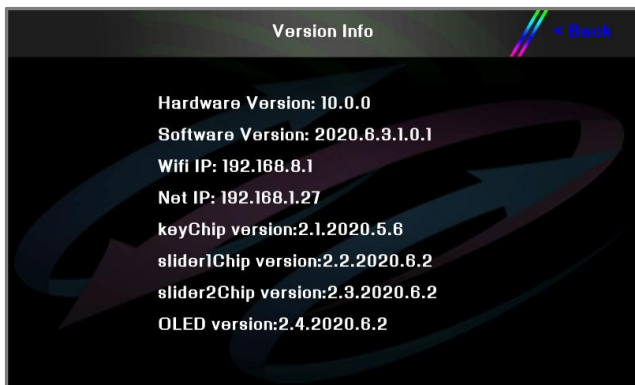 Version Info
< Back
Hardware Version: 10.0.0
Software Version: 2020.6.3.1.0.1
Wifi IP: 192.168.8.1
Net IP: 192.168.1.27
keyChip version:2.1.2020.5.6
slider1Chip version:2.2.2020.6.2
slider2Chip version:2.3.2020.6.2
OLED version:2.4.2020.6.2